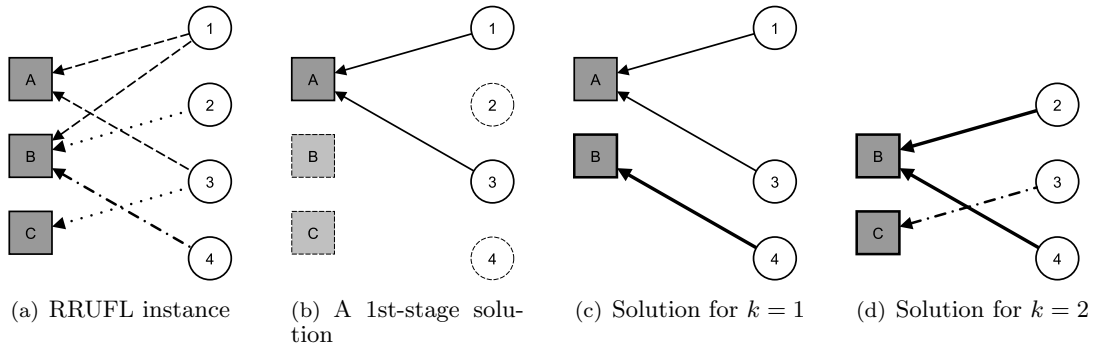 1
A
2
B
3
C
4
(a) RRUFL instance
1
A
2
B
3
C
4
(b) A 1st-stage solu-
tion
1
A
B
3
4
(c) Solution for k = 1
2
B
3
C
4
(d) Solution for k = 2